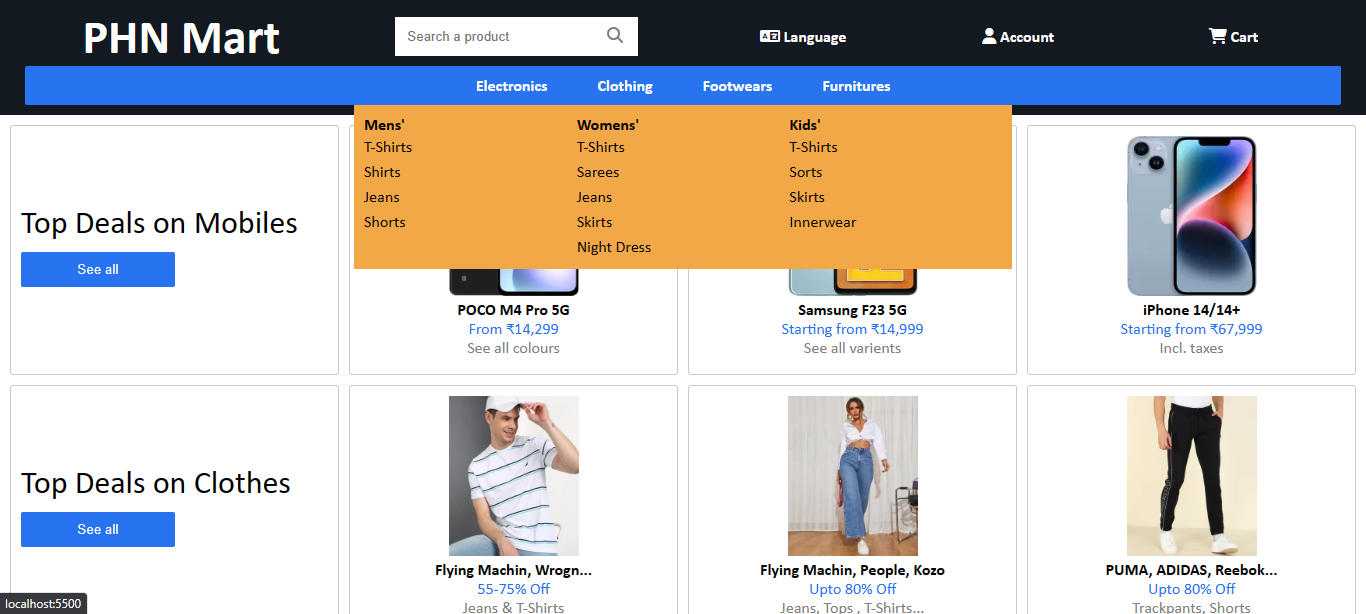 PHN Mart
Search a product
Language
Account
Cart
Electronics Clothing Footwears Furnitures
Mens' Womens' Kids'
T-Shirts T-Shirts T-Shirts
Shirts Sarees Sorts
Jeans Jeans Skirts
Shorts Skirts Innerwear
Night Dress
Top Deals on Mobiles
See all
POCO M4 Pro 5G
From ₹14,299
See all colours
Samsung F23 5G
Starting from ₹14,999
See all varients
iPhone 14/14+
Starting from ₹67,999
Incl. taxes
Top Deals on Clothes
See all
Flying Machin, Wrogn...
55-75% Off
Jeans & T-Shirts
Flying Machin, People, Kozo
Upto 80% Off
Jeans, Tops , T-Shirts...
PUMA, ADIDAS, Reebok...
Upto 80% Off
Trackpants, Shorts
localhost:5500